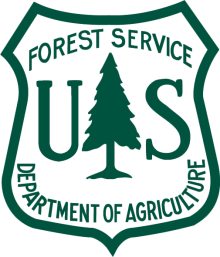 FOREST SERVICE
U S
DEPARTMENT OF AGRICULTURE